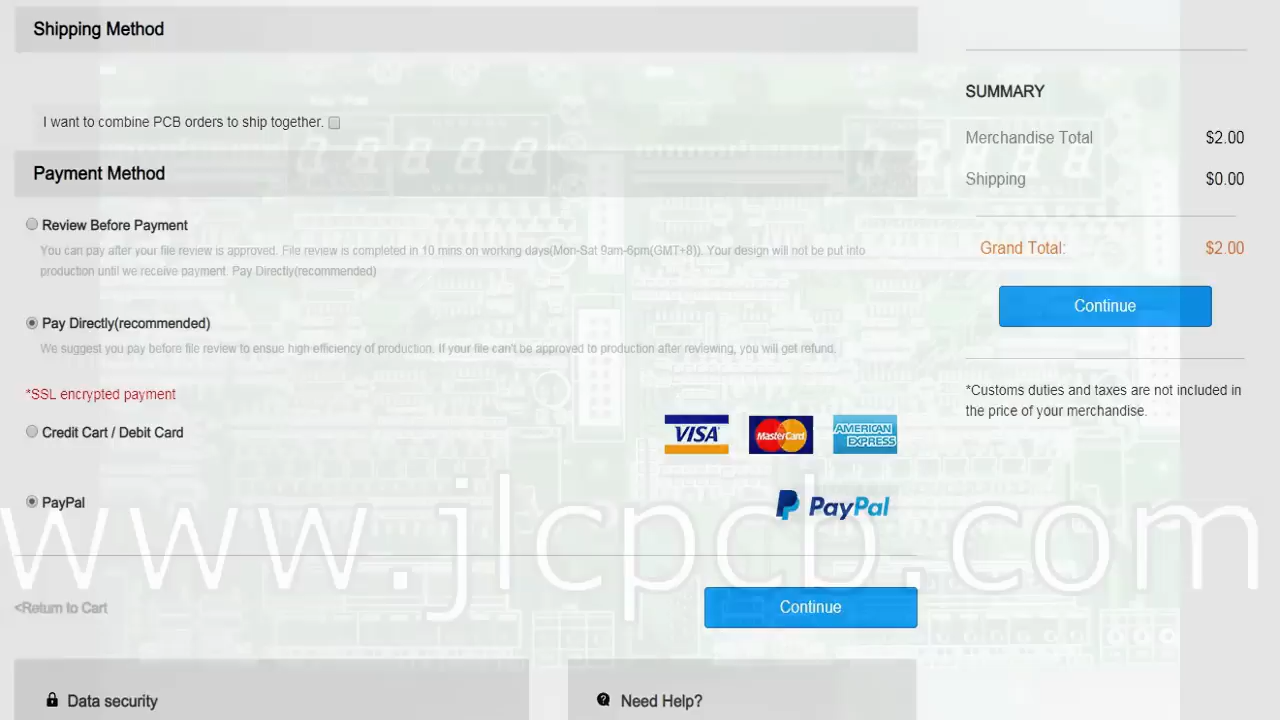 Shipping Method
I want to combine PCB orders to ship together.
Payment Method
Review Before Payment
You can pay after your file review is approved. File review is completed in 10 mins on working days(Mon-Sat 9am-6pm(GMT+8)). Your design will not be put into
production until we receive payment. Pay Directly(recommended)
Pay Directly(recommended)
We suggest you pay before file review to ensue high efficiency of production. If your file can't be approved to production after reviewing, you will get refund.
*SSL encrypted payment
Credit Cart / Debit Card
VISA
MasterCard
AMERICAN
EXPRESS
PayPal
PayPal
www.jlcpcb.com
<Return to Cart
Continue
Data security
Need Help?
SUMMARY
Merchandise Total $2.00
Shipping $0.00
Grand Total: $2.00
Continue
*Customs duties and taxes are not included in
the price of your merchandise.